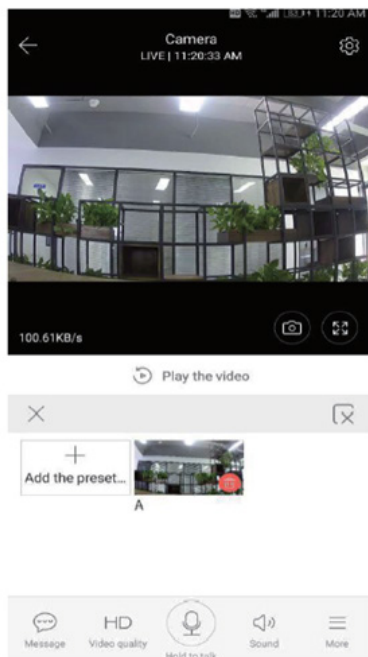 11:20 AM
Camera
LIVE | 11:20:33 AM
100.61KB/s
Play the video
Add the preset...
A
Message
HD
Video quality
Hold to talk
Sound
More